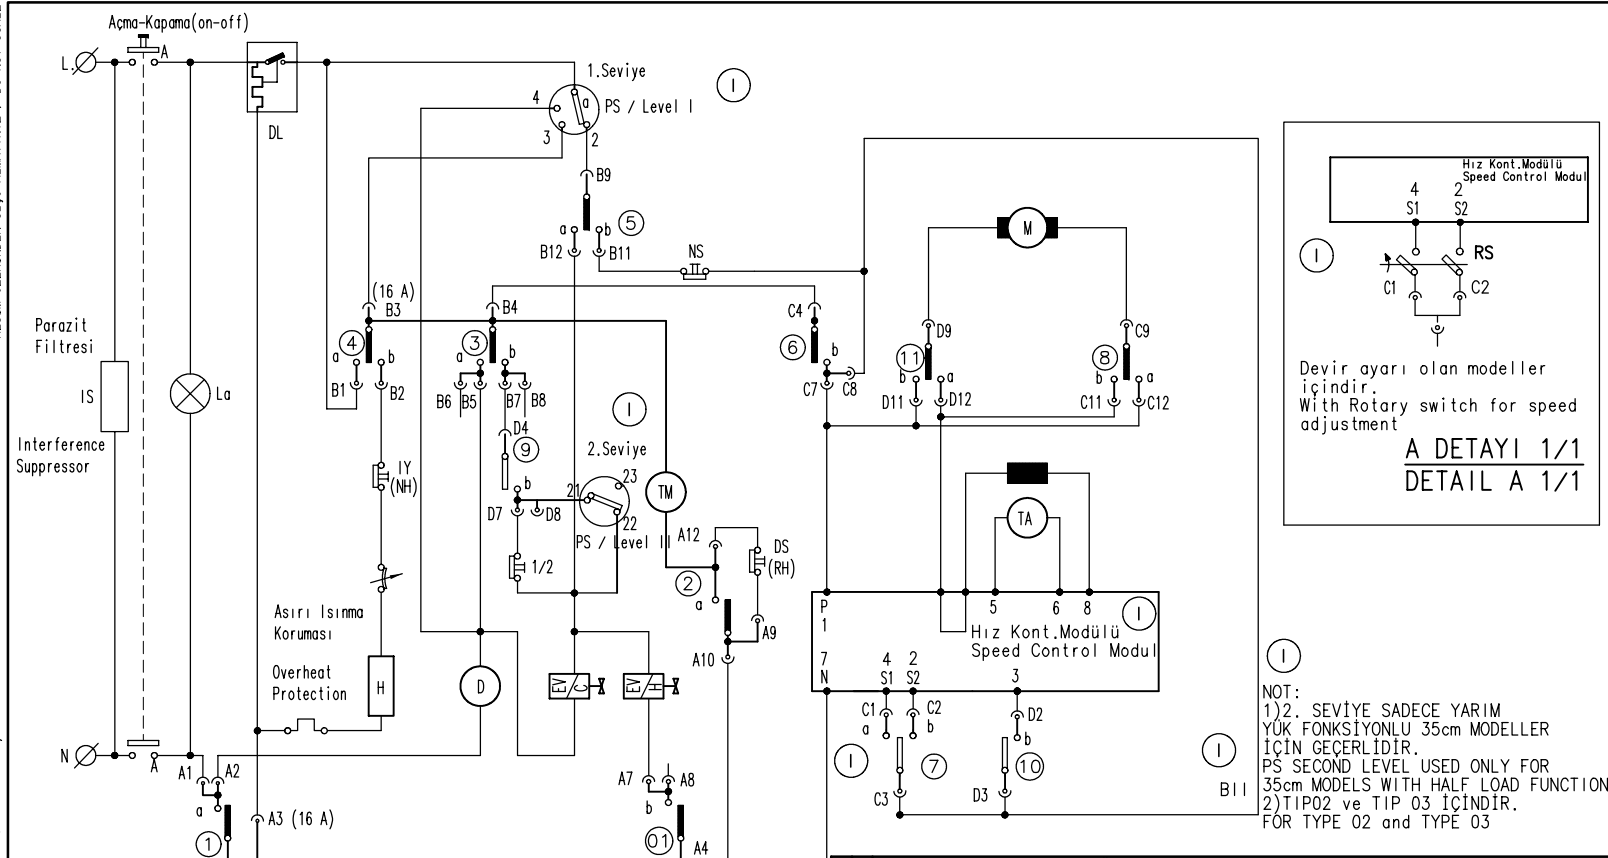 Açma-Kapama(on-off)
A
L
DL
1.Seviye
4
a
PS / Level I
3
2
I
B9
5
a
b
B12
B11
NS
M
Hız Kont.Modülü
Speed Control Modul
4
2
S1
S2
I
RS
C1
C2
Devir ayarı olan modeller
içindir.
With Rotary switch for speed
adjustment
A DETAYI 1/1
DETAIL A 1/1
(16 A)
B3
B4
C4
D9
C9
Parazit
Filtresi
4
3
6
11
8
a
b
a
b
b
b
a
b
a
B1
B2
B6
B5
B7
B8
C7
C8
D11
D12
C11
C12
IS
La
I
Interference
Suppressor
D4
9
2.Seviye
IY
(NH)
b
21
23
22
TM
D7
D8
PS / Level II
A12
DS
(RH)
TA
1/2
2
a
Asırı Isınma
Koruması
Overheat
Protection
H
D
EV
C
EV
H
A9
A10
P
1
5
6
8
I
Hız Kont.Modülü
Speed Control Modul
7
N
4
2
3
S1
S2
C1
C2
D2
a
b
b
I
7
10
C3
D3
I
B11
I
NOT:
1)2. SEVİYE SADECE YARIM
YÜK FONKSİYONLU 35cm MODELLER
İÇİN GEÇERLİDİR.
PS SECOND LEVEL USED ONLY FOR
35cm MODELS WITH HALF LOAD FUNCTION
2)TIP02 ve TIP 03 İÇİNDİR.
FOR TYPE 02 and TYPE 03
N
A
A1
A2
a
1
A3 (16 A)
A7
A8
b
01
A4